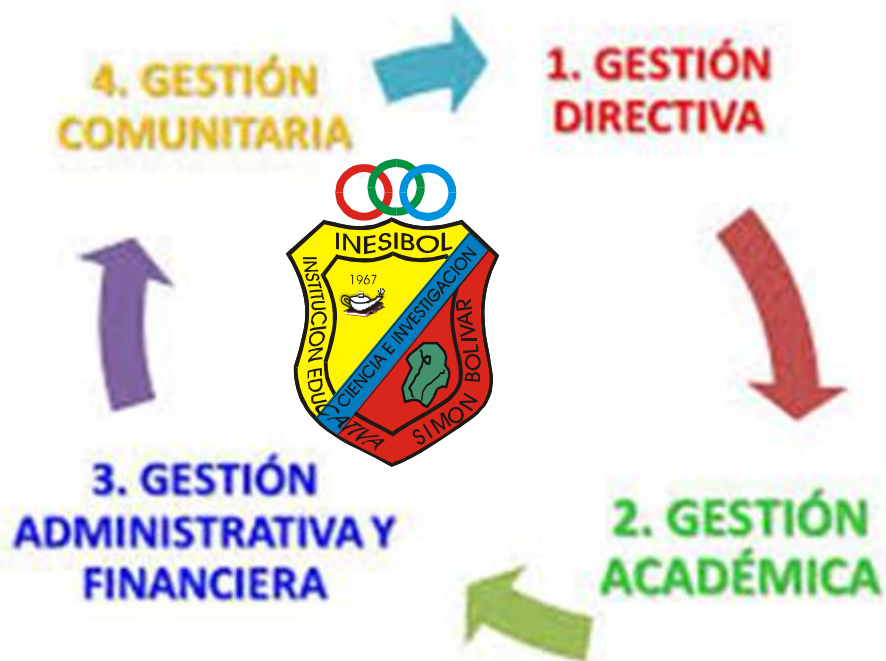 4. GESTIÓN
COMUNITARIA
1. GESTIÓN
DIRECTIVA
INESIBOL
1967
INSTITUCION EDUCATIVA
CIENCIA E INVESTIGACION
SIMON BOLIVAR
3. GESTIÓN
ADMINISTRATIVA Y
FINANCIERA
2. GESTIÓN
ACADÉMICA